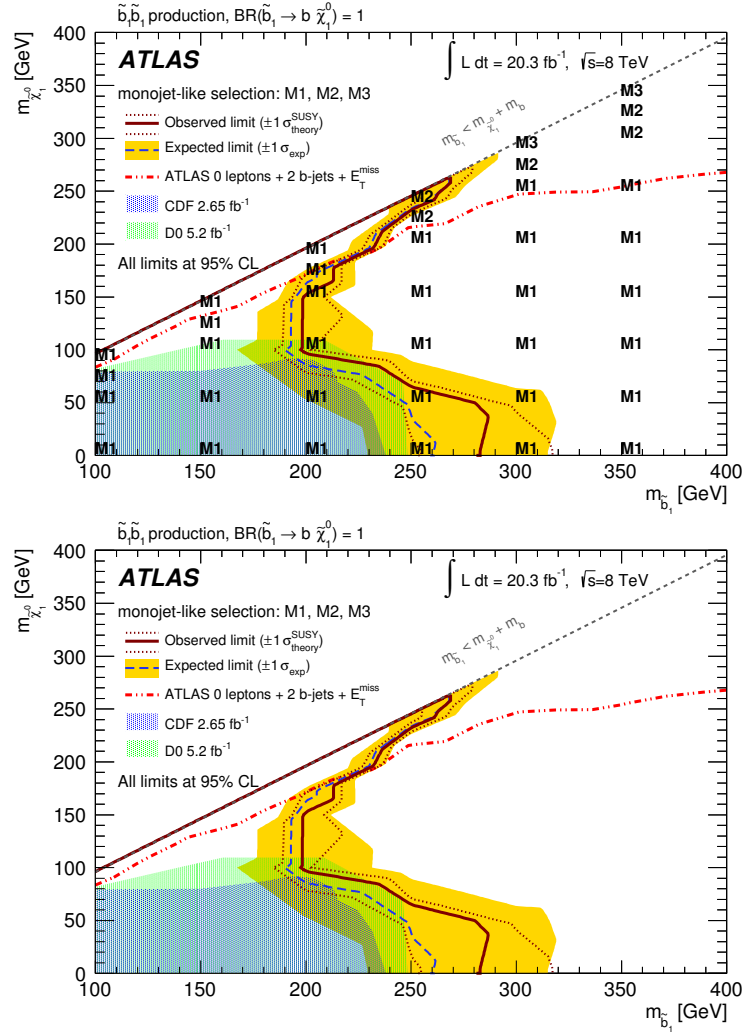 b̃₁b̃₁ production, BR(b̃₁ → b χ̃₁⁰) = 1
m_χ̃₁⁰ [GeV]
400
350
300
250
200
150
100
50
0
ATLAS
∫ L dt = 20.3 fb⁻¹, √s=8 TeV
monojet-like selection: M1, M2, M3
Observed limit (±1 σ_theory^SUSY)
Expected limit (±1 σ_exp)
ATLAS 0 leptons + 2 b-jets + E_T^miss
CDF 2.65 fb⁻¹
D0 5.2 fb⁻¹
All limits at 95% CL
m_b̃₁ < m_χ̃₁⁰ + m_b
M3
M2
M3 M2
M2
M2 M1 M1
M1 M2
M1 M1 M1
M1
M1 M1 M1 M1
M1
M1 M1 M1 M1 M1
M1
M1
M1 M1 M1 M1 M1 M1
M1 M1 M1 M1 M1 M1
100 150 200 250 300 350 400
m_b̃₁ [GeV]
b̃₁b̃₁ production, BR(b̃₁ → b χ̃₁⁰) = 1
m_χ̃₁⁰ [GeV]
400
350
300
250
200
150
100
50
0
ATLAS
∫ L dt = 20.3 fb⁻¹, √s=8 TeV
monojet-like selection: M1, M2, M3
Observed limit (±1 σ_theory^SUSY)
Expected limit (±1 σ_exp)
ATLAS 0 leptons + 2 b-jets + E_T^miss
CDF 2.65 fb⁻¹
D0 5.2 fb⁻¹
All limits at 95% CL
m_b̃₁ < m_χ̃₁⁰ + m_b
100 150 200 250 300 350 400
m_b̃₁ [GeV]